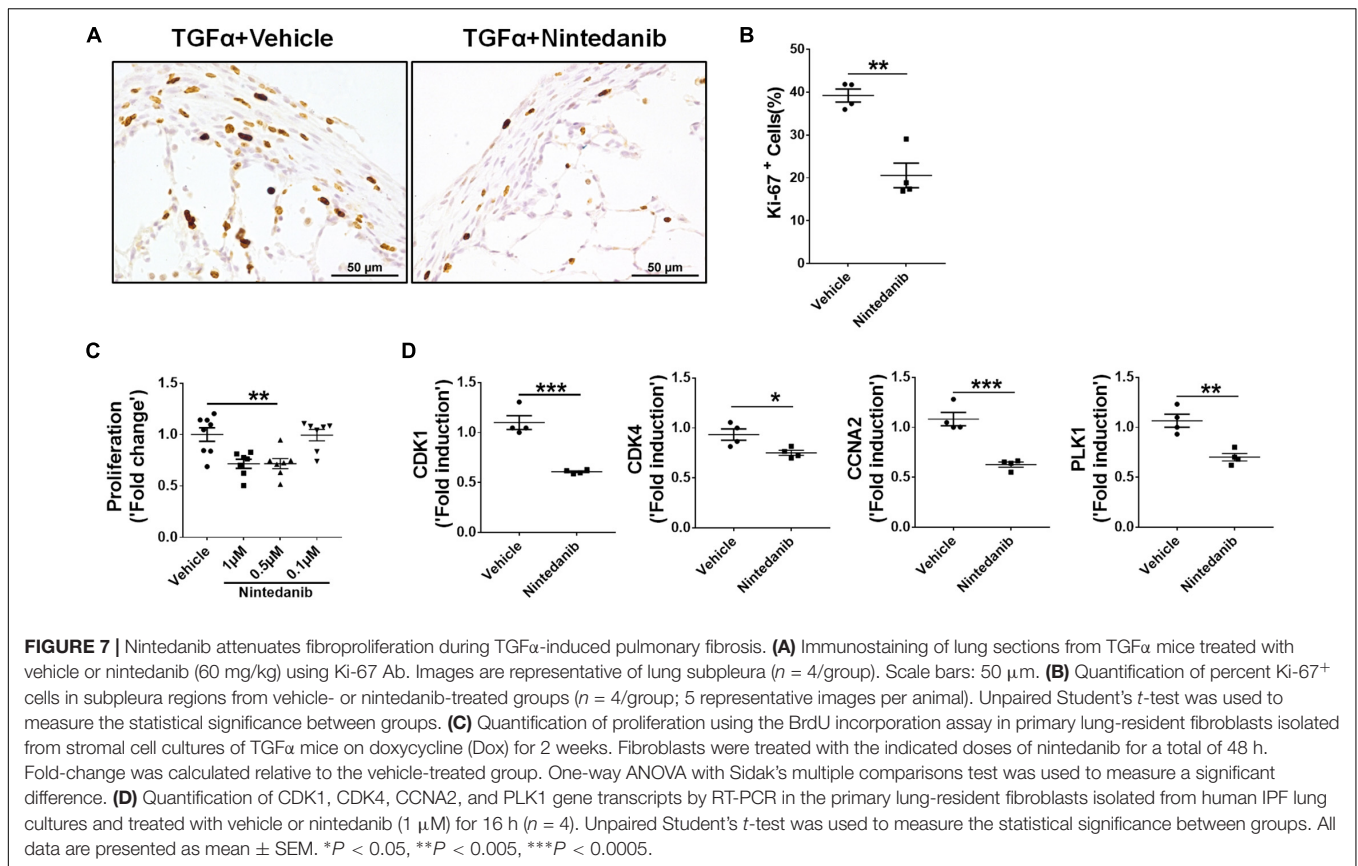 A
TGFα+Vehicle
TGFα+Nintedanib
50 µm
50 µm
B
Ki-67 + Cells(%)
50
40
30
20
10
0
**
Vehicle
Nintedanib
C
Proliferation
('Fold change')
1.5
1.0
0.5
0.0
**
Vehicle
1µM
0.5µM
0.1µM
Nintedanib
D
CDK1
('Fold induction')
1.5
1.0
0.5
0.0
***
Vehicle
Nintedanib
CDK4
('Fold induction')
1.5
1.0
0.5
0.0
*
Vehicle
Nintedanib
CCNA2
('Fold induction')
1.5
1.0
0.5
0.0
***
Vehicle
Nintedanib
PLK1
('Fold induction')
1.5
1.0
0.5
0.0
**
Vehicle
Nintedanib
FIGURE 7 | Nintedanib attenuates fibroproliferation during TGFα-induced pulmonary fibrosis. (A) Immunostaining of lung sections from TGFα mice treated with
vehicle or nintedanib (60 mg/kg) using Ki-67 Ab. Images are representative of lung subpleura (n = 4/group). Scale bars: 50 µm. (B) Quantification of percent Ki-67+
cells in subpleura regions from vehicle- or nintedanib-treated groups (n = 4/group; 5 representative images per animal). Unpaired Student's t-test was used to
measure the statistical significance between groups. (C) Quantification of proliferation using the BrdU incorporation assay in primary lung-resident fibroblasts isolated
from stromal cell cultures of TGFα mice on doxycycline (Dox) for 2 weeks. Fibroblasts were treated with the indicated doses of nintedanib for a total of 48 h.
Fold-change was calculated relative to the vehicle-treated group. One-way ANOVA with Sidak's multiple comparisons test was used to measure a significant
difference. (D) Quantification of CDK1, CDK4, CCNA2, and PLK1 gene transcripts by RT-PCR in the primary lung-resident fibroblasts isolated from human IPF lung
cultures and treated with vehicle or nintedanib (1 µM) for 16 h (n = 4). Unpaired Student's t-test was used to measure the statistical significance between groups. All
data are presented as mean ± SEM. *P < 0.05, **P < 0.005, ***P < 0.0005.